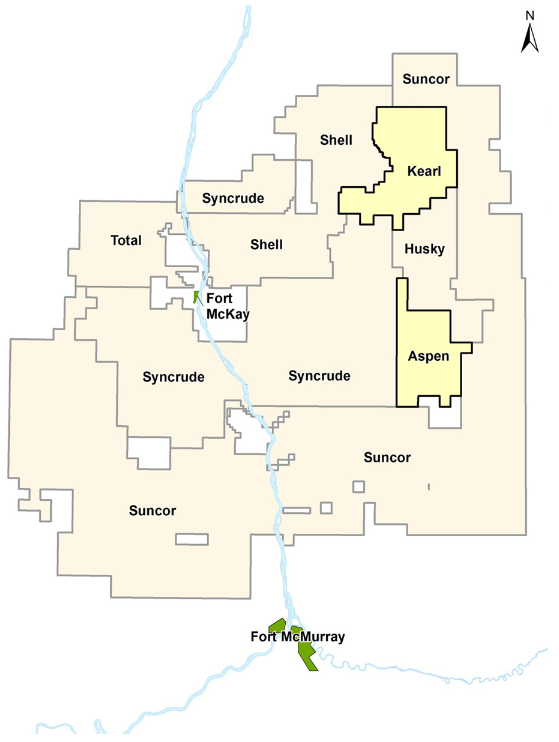 N
Suncor
Shell
Kearl
Syncrude
Total
Shell
Husky
Fort
McKay
Aspen
Syncrude
Syncrude
Suncor
Suncor
Fort McMurray